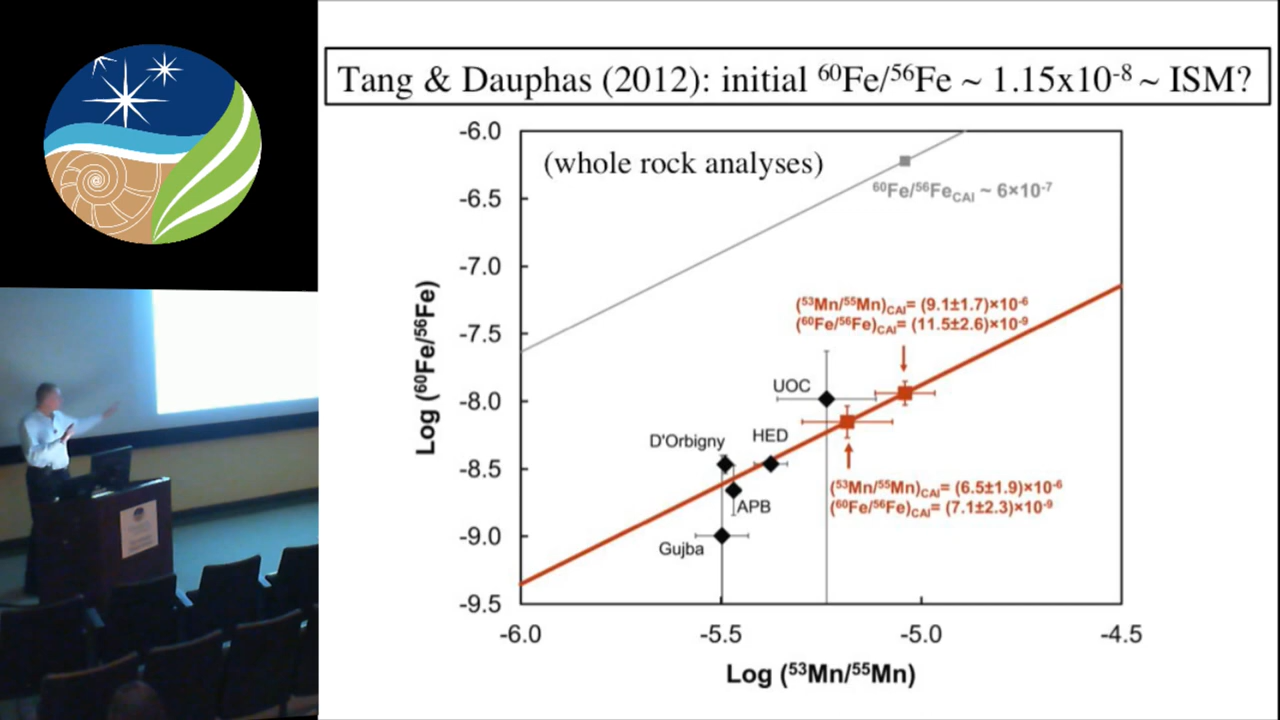 Tang & Dauphas (2012): initial ⁶⁰Fe/⁵⁶Fe ~ 1.15x10⁻⁸ ~ ISM?
(whole rock analyses)
-6.0
-6.5
-7.0
-7.5
-8.0
-8.5
-9.0
-9.5
Log (⁶⁰Fe/⁵⁶Fe)
⁶⁰Fe/⁵⁶Fe_CAI ~ 6×10⁻⁷
(⁵³Mn/⁵⁵Mn)_CAI= (9.1±1.7)×10⁻⁶
(⁶⁰Fe/⁵⁶Fe)_CAI= (11.5±2.6)×10⁻⁹
UOC
D'Orbigny
HED
APB
Gujba
(⁵³Mn/⁵⁵Mn)_CAI= (6.5±1.9)×10⁻⁶
(⁶⁰Fe/⁵⁶Fe)_CAI= (7.1±2.3)×10⁻⁹
-6.0 -5.5 -5.0 -4.5
Log (⁵³Mn/⁵⁵Mn)